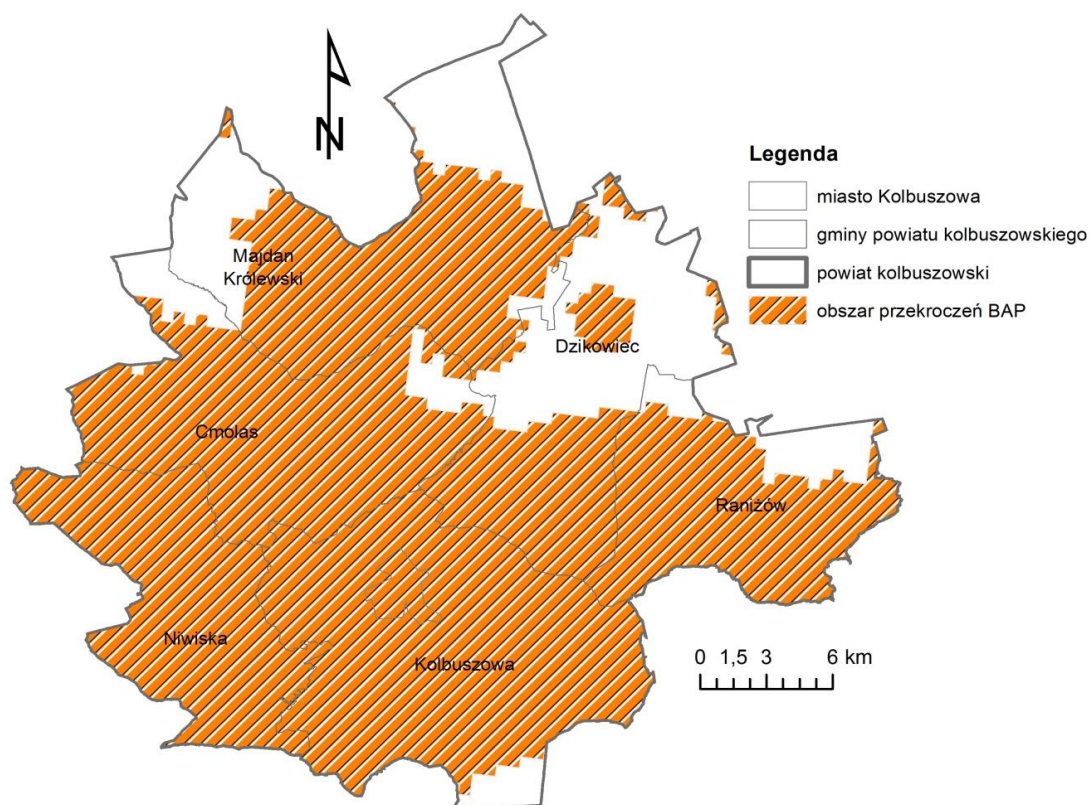 N
Legenda
miasto Kolbuszowa
gminy powiatu kolbuszowskiego
powiat kolbuszowski
obszar przekroczeń BAP
Majdan
Królewski
Dzikowiec
Cmolas
Raniżów
Niwiska
Kolbuszowa
0 1,5 3 6 km